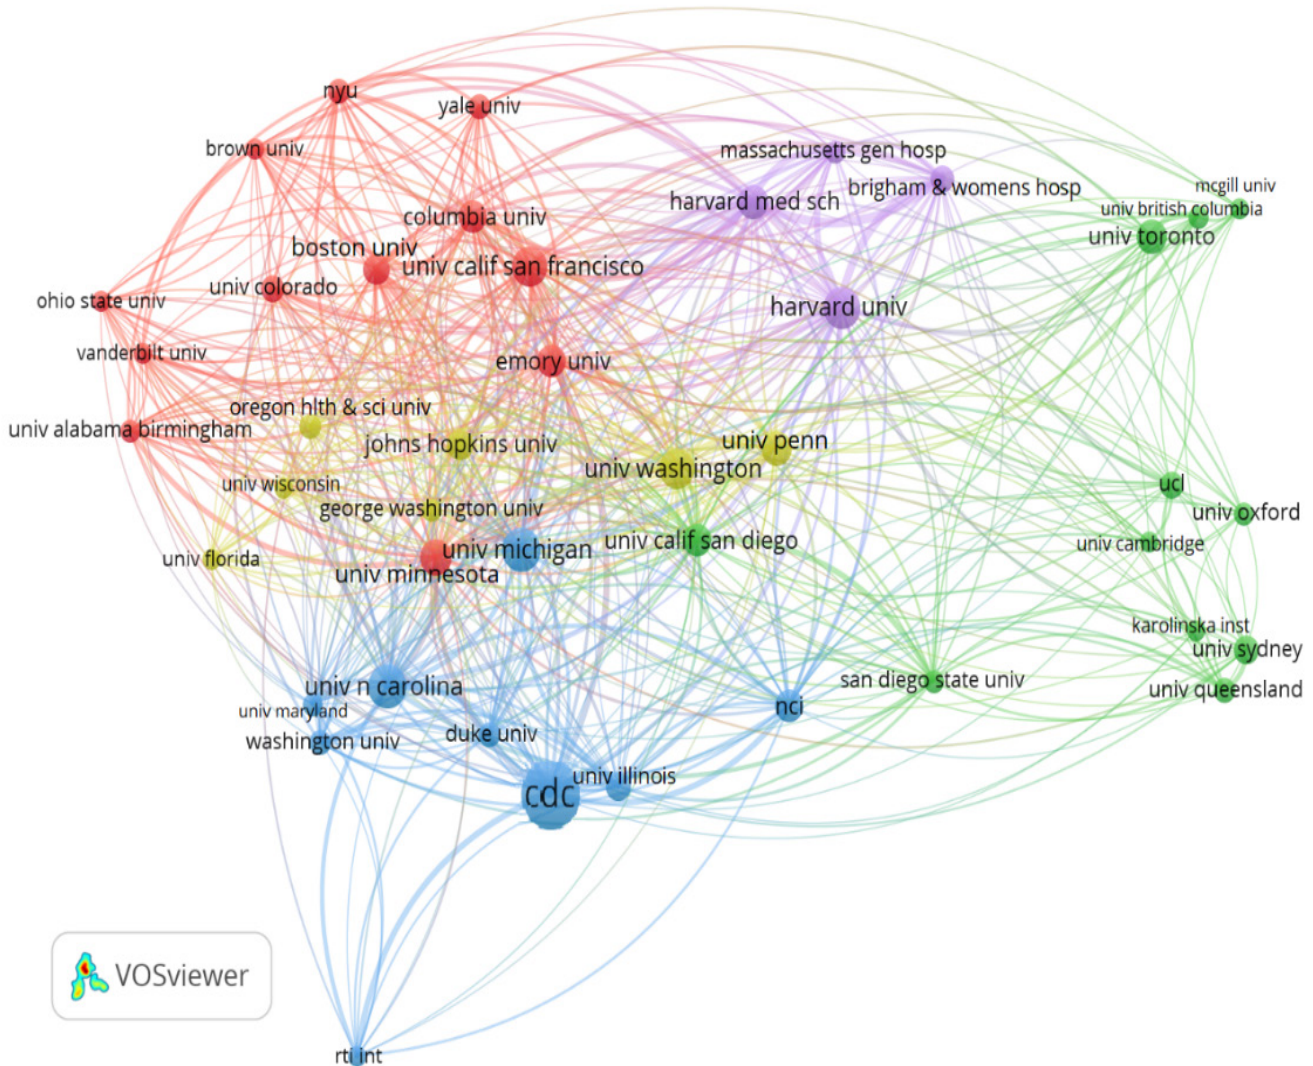 nyu
yale univ
brown univ
massachusetts gen hosp
brigham & womens hosp
mcgill univ
harvard med sch
univ british columbia
columbia univ
univ toronto
boston univ
univ calif san francisco
univ colorado
ohio state univ
harvard univ
vanderbilt univ
emory univ
oregon hlth & sci univ
univ alabama birmingham
johns hopkins univ
univ penn
univ washington
univ wisconsin
ucl
george washington univ
univ oxford
univ calif san diego
univ cambridge
univ michigan
univ florida
univ minnesota
karolinska inst
univ sydney
san diego state univ
univ n carolina
univ queensland
nci
univ maryland
duke univ
washington univ
univ illinois
cdc
VOSviewer
rti int